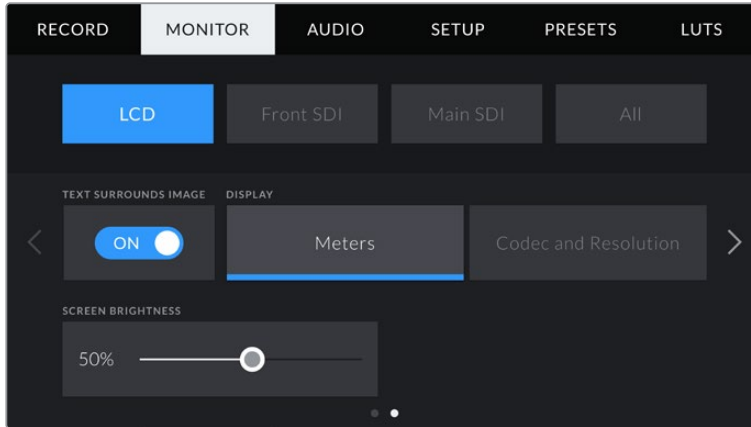 RECORD MONITOR AUDIO SETUP PRESETS LUTS
LCD Front SDI Main SDI All
TEXT SURROUNDS IMAGE DISPLAY
ON Meters Codec and Resolution
SCREEN BRIGHTNESS
50%